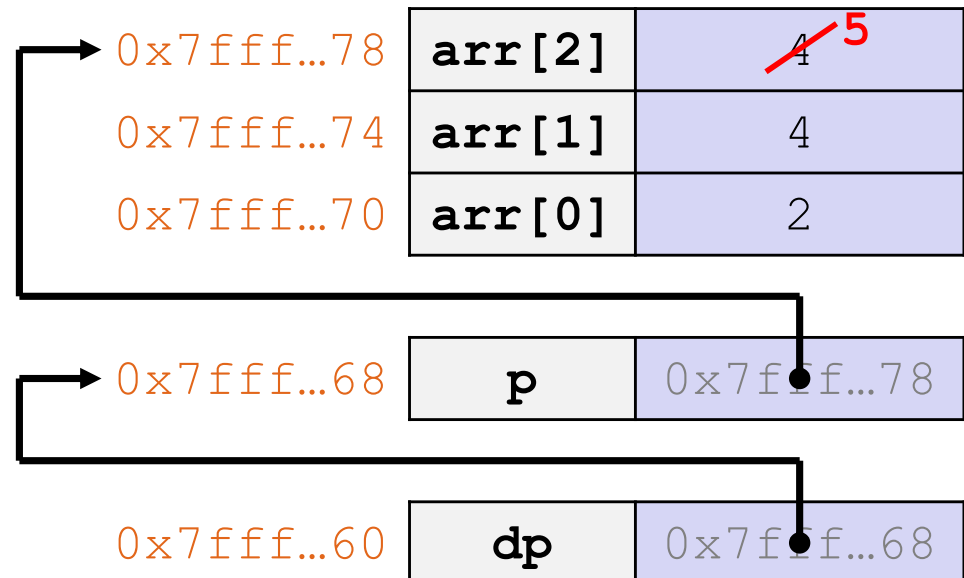 0x7fff…78 arr[2] 4 5
0x7fff…74 arr[1] 4
0x7fff…70 arr[0] 2
0x7fff…68 p 0x7fff…78
0x7fff…60 dp 0x7fff…68